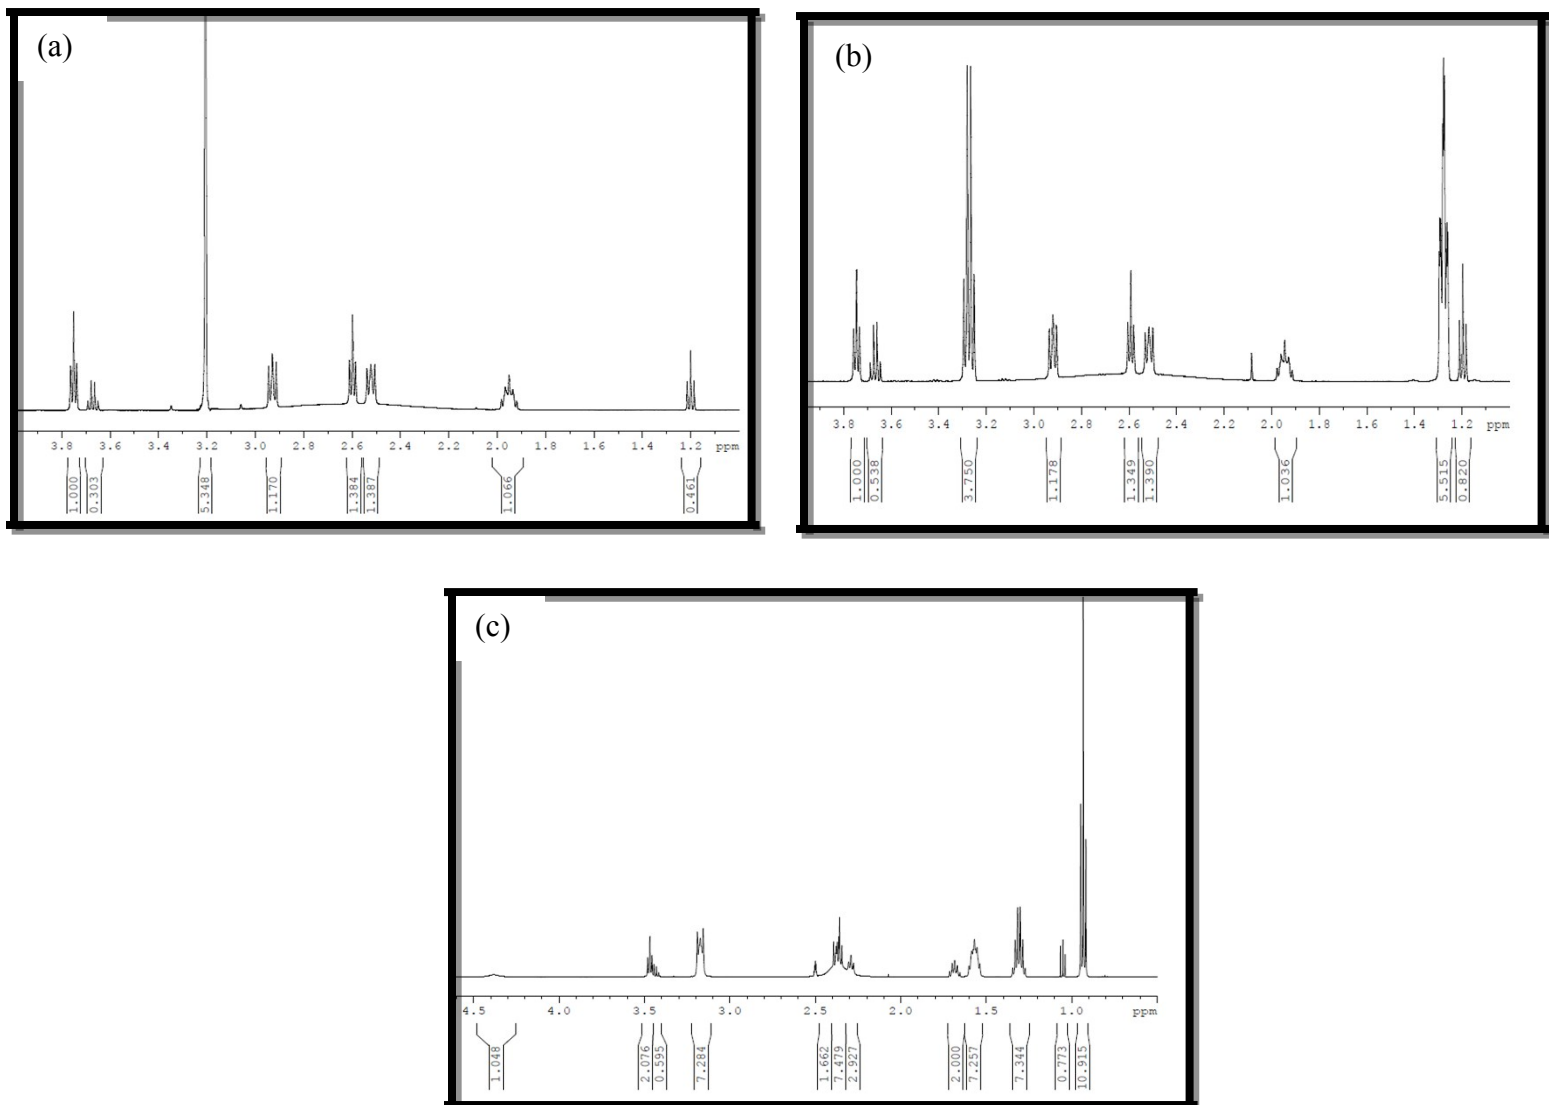 (a)
3.8 3.6 3.4 3.2 3.0 2.8 2.6 2.4 2.2 2.0 1.8 1.6 1.4 1.2 ppm
1.000 0.303 5.348 1.170 1.384 1.387 1.066 0.461
(b)
3.8 3.6 3.4 3.2 3.0 2.8 2.6 2.4 2.2 2.0 1.8 1.6 1.4 1.2 ppm
1.000 0.538 3.750 1.178 1.349 1.390 1.036 5.515 0.820
(c)
4.5 4.0 3.5 3.0 2.5 2.0 1.5 1.0 ppm
1.048 2.076 0.595 7.284 1.662 7.479 2.927 2.000 7.257 7.344 0.773 10.915